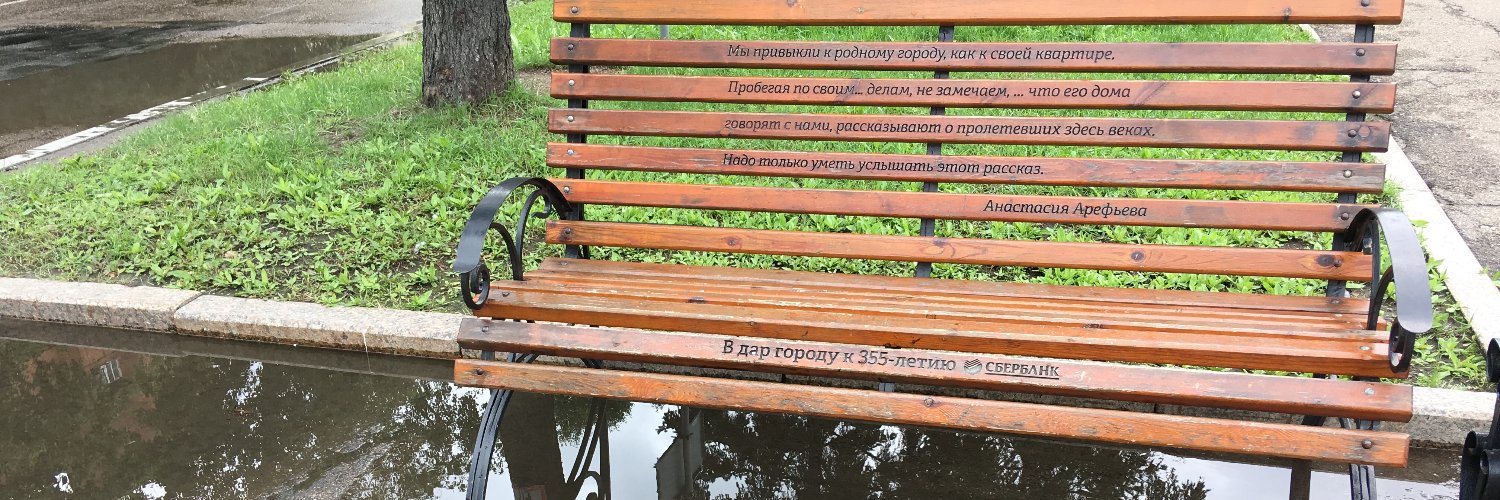 Мы привыкли к родному городу, как к своей квартире.
Пробегая по своим... делам, не замечаем, ... что его дома
говорят с нами, рассказывают о пролетевших здесь веках.
Надо только уметь услышать этот рассказ.
Анастасия Арефьева
В дар городу к 355-летию СБЕРБАНК